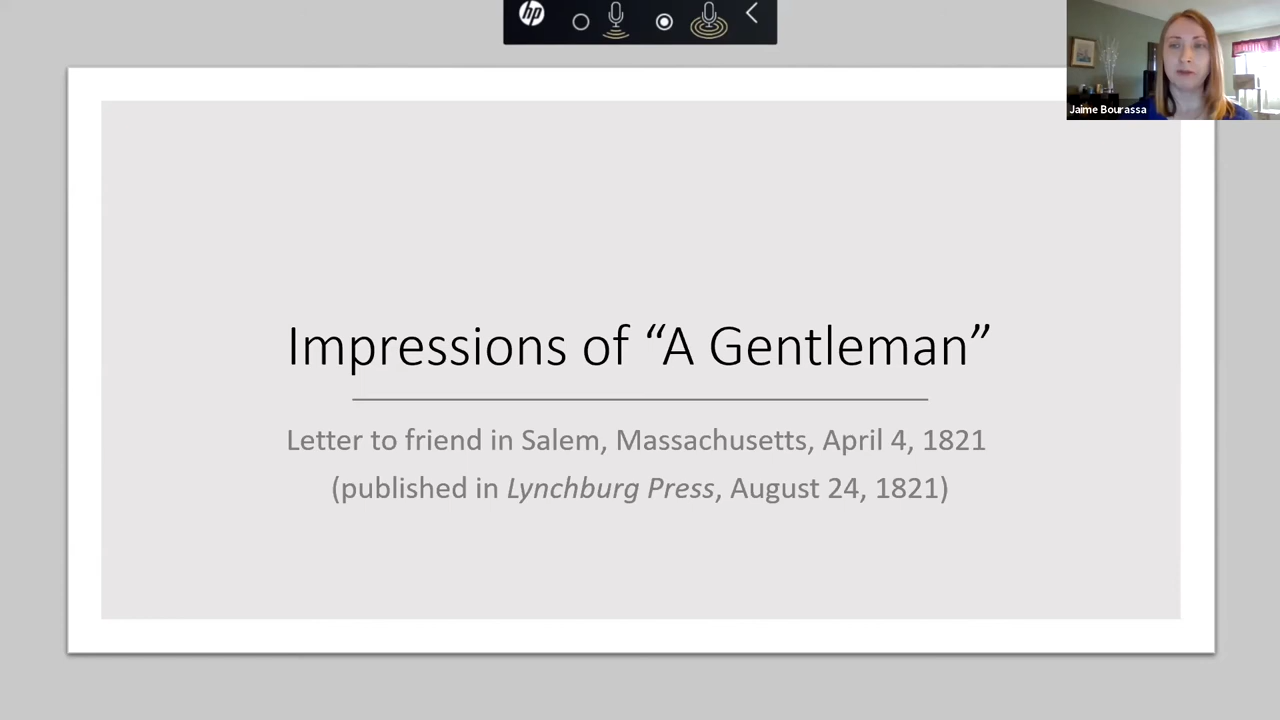 hp
Jaime Bourassa
Impressions of “A Gentleman”
Letter to friend in Salem, Massachusetts, April 4, 1821
(published in Lynchburg Press, August 24, 1821)